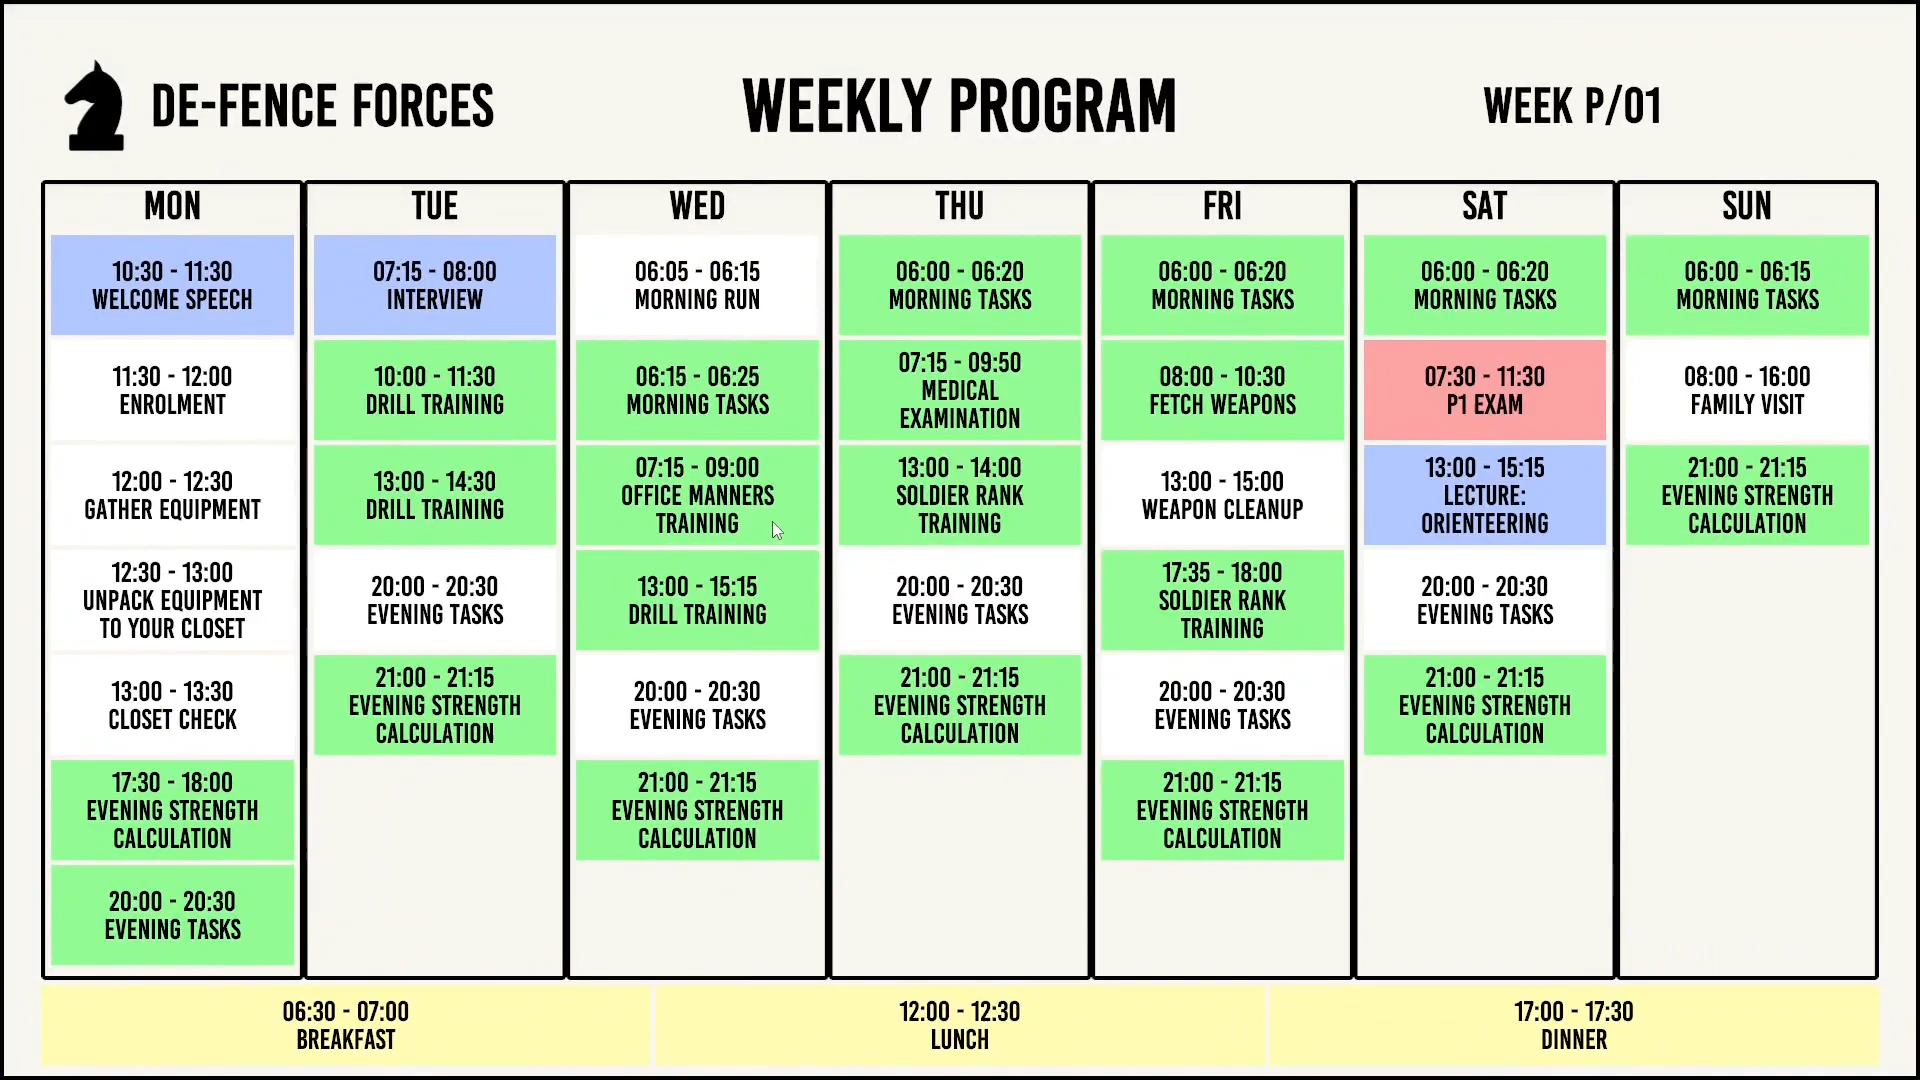 DE-FENCE FORCES
WEEKLY PROGRAM
WEEK P/01
MON
10:30 - 11:30
WELCOME SPEECH
11:30 - 12:00
ENROLMENT
12:00 - 12:30
GATHER EQUIPMENT
12:30 - 13:00
UNPACK EQUIPMENT
TO YOUR CLOSET
13:00 - 13:30
CLOSET CHECK
17:30 - 18:00
EVENING STRENGTH
CALCULATION
20:00 - 20:30
EVENING TASKS
TUE
07:15 - 08:00
INTERVIEW
10:00 - 11:30
DRILL TRAINING
13:00 - 14:30
DRILL TRAINING
20:00 - 20:30
EVENING TASKS
21:00 - 21:15
EVENING STRENGTH
CALCULATION
WED
06:05 - 06:15
MORNING RUN
06:15 - 06:25
MORNING TASKS
07:15 - 09:00
OFFICE MANNERS
TRAINING
13:00 - 15:15
DRILL TRAINING
20:00 - 20:30
EVENING TASKS
21:00 - 21:15
EVENING STRENGTH
CALCULATION
THU
06:00 - 06:20
MORNING TASKS
07:15 - 09:50
MEDICAL
EXAMINATION
13:00 - 14:00
SOLDIER RANK
TRAINING
20:00 - 20:30
EVENING TASKS
21:00 - 21:15
EVENING STRENGTH
CALCULATION
FRI
06:00 - 06:20
MORNING TASKS
08:00 - 10:30
FETCH WEAPONS
13:00 - 15:00
WEAPON CLEANUP
17:35 - 18:00
SOLDIER RANK
TRAINING
20:00 - 20:30
EVENING TASKS
21:00 - 21:15
EVENING STRENGTH
CALCULATION
SAT
06:00 - 06:20
MORNING TASKS
07:30 - 11:30
P1 EXAM
13:00 - 15:15
LECTURE:
ORIENTEERING
20:00 - 20:30
EVENING TASKS
21:00 - 21:15
EVENING STRENGTH
CALCULATION
SUN
06:00 - 06:15
MORNING TASKS
08:00 - 16:00
FAMILY VISIT
21:00 - 21:15
EVENING STRENGTH
CALCULATION
06:30 - 07:00
BREAKFAST
12:00 - 12:30
LUNCH
17:00 - 17:30
DINNER